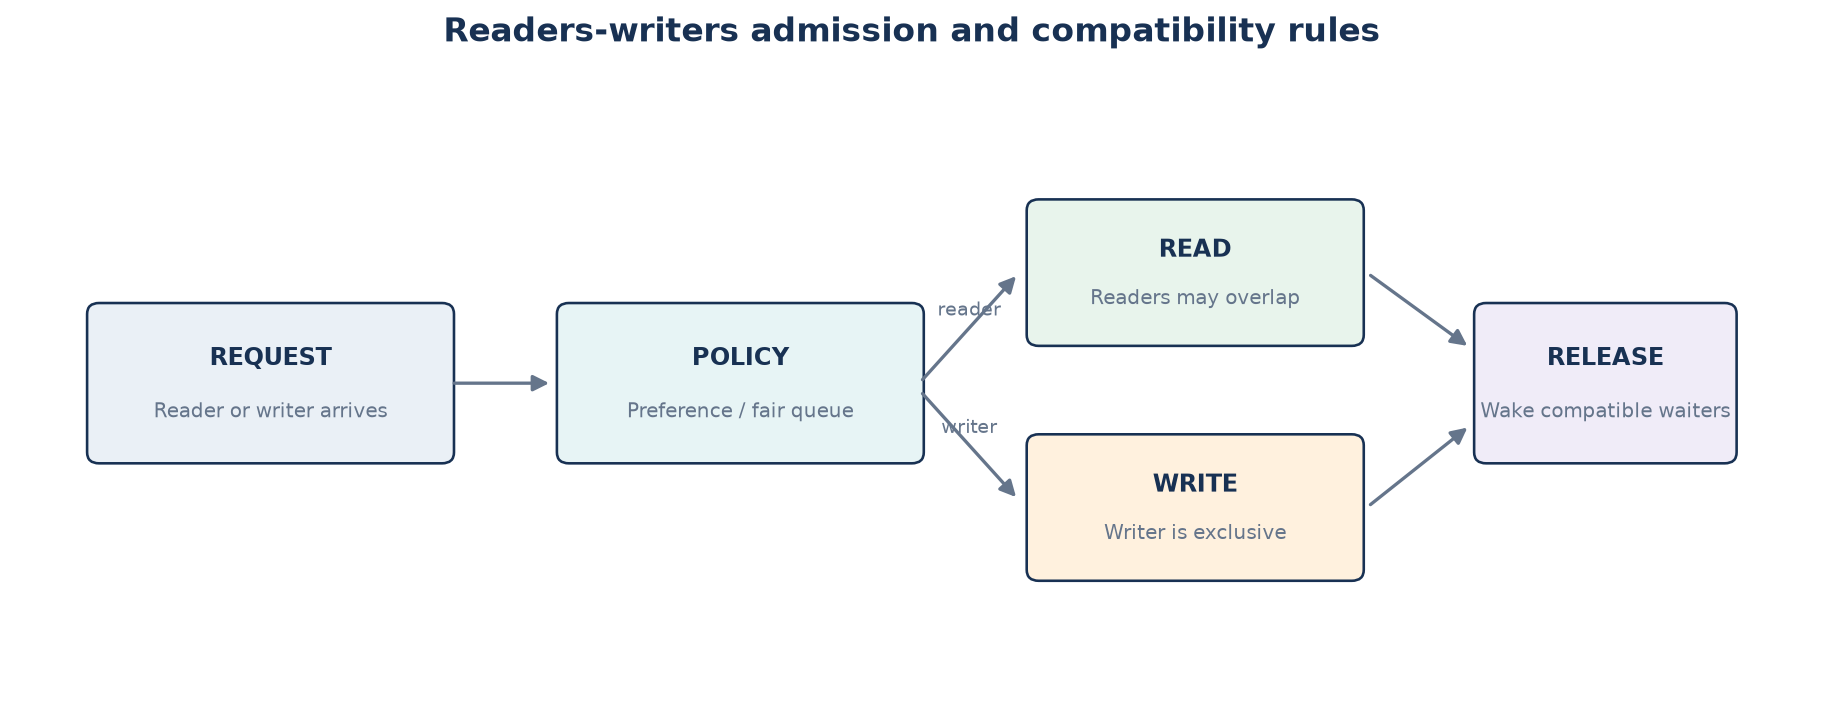 Readers-writers admission and compatibility rules
REQUEST
Reader or writer arrives
POLICY
Preference / fair queue
reader
writer
READ
Readers may overlap
WRITE
Writer is exclusive
RELEASE
Wake compatible waiters